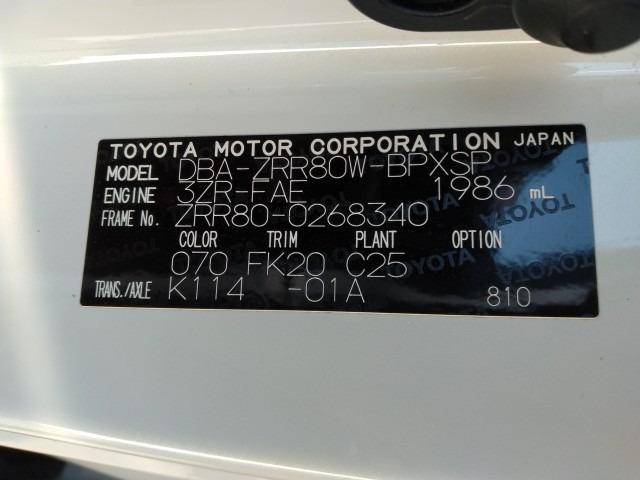 TOYOTA MOTOR CORPORATION JAPAN
MODEL DBA-ZRR80W-BPXSP
ENGINE 3ZR-FAE 1986 mL
FRAME No. ZRR80-0268340
COLOR TRIM PLANT OPTION
070 FK20 C25
TRANS./AXLE K114 -01A 810